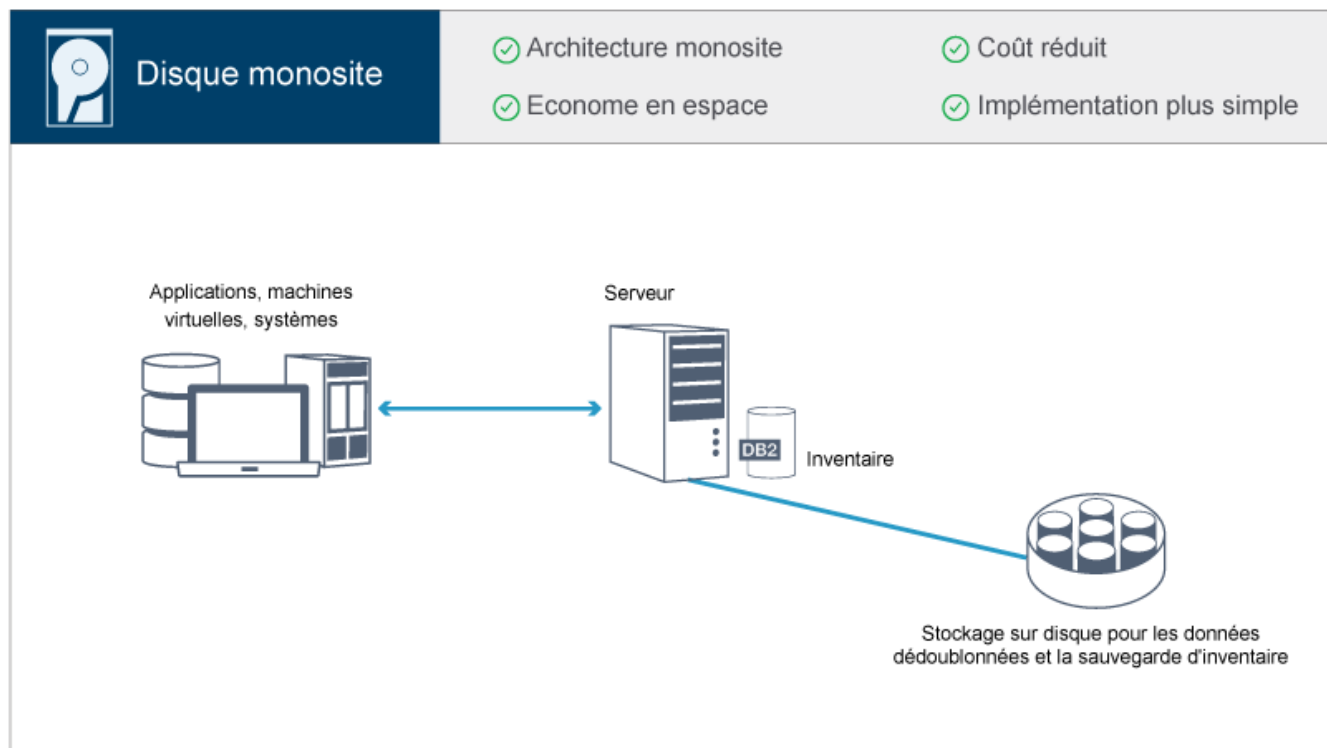 Disque monosite
Architecture monosite
Coût réduit
Econome en espace
Implémentation plus simple
Applications, machines
virtuelles, systèmes
Serveur
DB2
Inventaire
Stockage sur disque pour les données
dédoublonnées et la sauvegarde d'inventaire